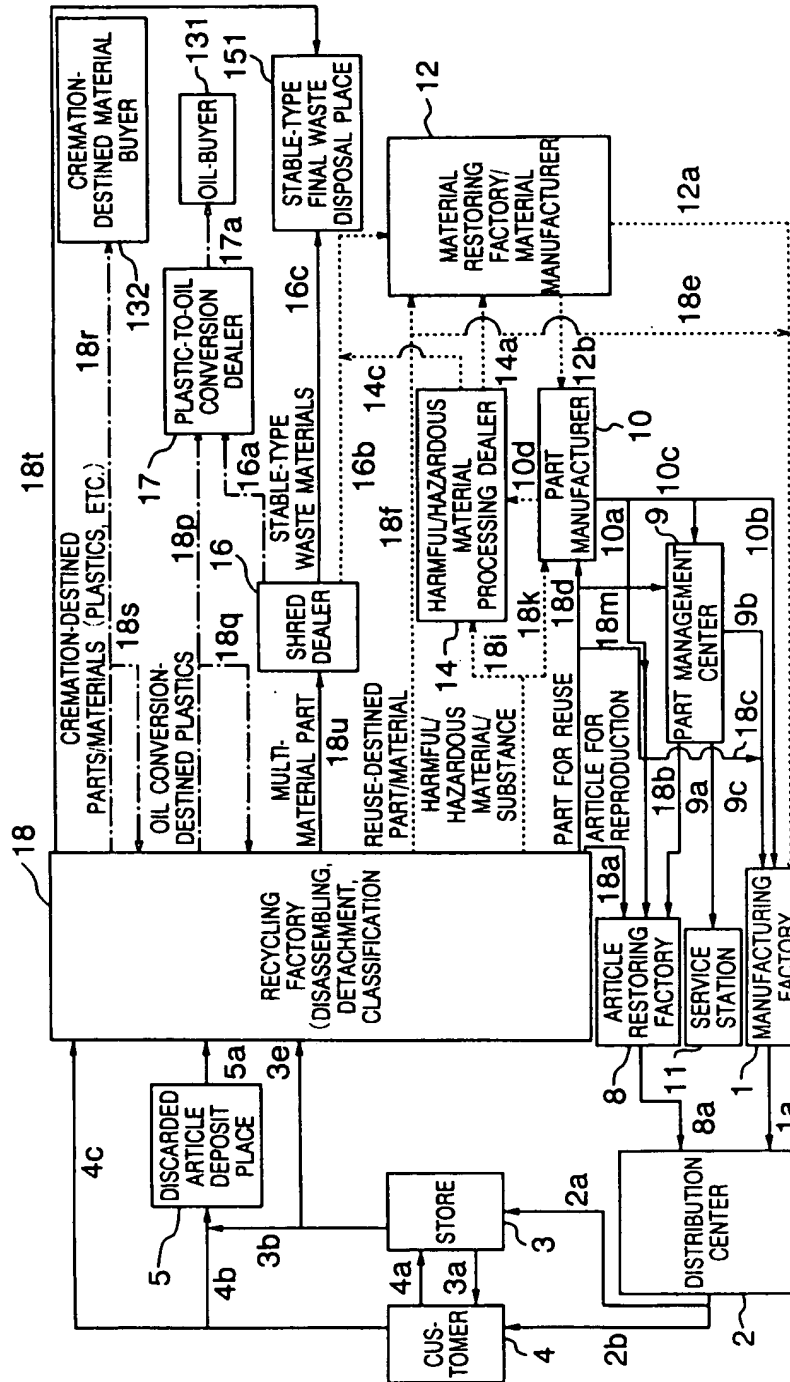 4c
4b
5
DISCARDED
ARTICLE
DEPOSIT
PLACE
5a
3b
3e
CUS-
TOMER
4
4a
3a
STORE
3
2a
2b
DISTRIBUTION
CENTER
2
8a
1a
18
RECYCLING
FACTORY
(DISASSEMBLING,
DETACHMENT,
CLASSIFICATION
ARTICLE
RESTORING
FACTORY
8
SERVICE
STATION
11
MANUFACTURING
FACTORY
1
18t
CREMATION-DESTINED
PARTS/MATERIALS (PLASTICS, ETC.)
18r
18s
OIL CONVERSION-
DESTINED PLASTICS
18p
18q
MULTI-
MATERIAL PART
18u
REUSE-DESTINED
PART/MATERIAL
18f
HARMFUL/
HAZARDOUS
MATERIAL/
SUBSTANCE
18i
18k
PART FOR REUSE
18d
ARTICLE FOR
REPRODUCTION
18a
18b
18m
18c
9a
9c
9b
PART MANAGEMENT
CENTER
9
10a
10c
10b
SHRED
DEALER
16
16a
STABLE-TYPE
WASTE MATERIALS
16c
16b
17
PLASTIC-TO-OIL
CONVERSION
DEALER
17a
OIL-BUYER
131
CREMATION-
DESTINED MATERIAL
BUYER
132
STABLE-TYPE
FINAL WASTE
DISPOSAL PLACE
151
14
HARMFUL/HAZARDOUS
MATERIAL
PROCESSING DEALER
14c
14a
10d
PART
MANUFACTURER
10
12b
MATERIAL
RESTORING
FACTORY/
MATERIAL
MANUFACTURER
12
12a
18e